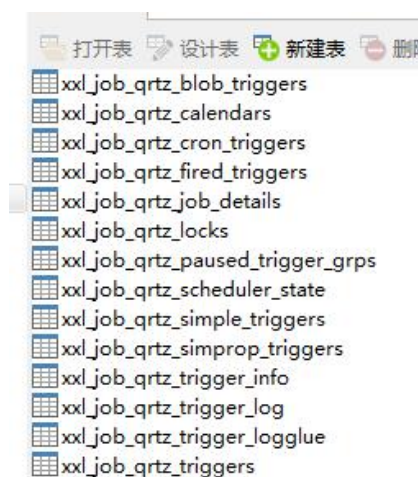 打开表 设计表 新建表
xxl_job_qrtz_blob_triggers
xxl_job_qrtz_calendars
xxl_job_qrtz_cron_triggers
xxl_job_qrtz_fired_triggers
xxl_job_qrtz_job_details
xxl_job_qrtz_locks
xxl_job_qrtz_paused_trigger_grps
xxl_job_qrtz_scheduler_state
xxl_job_qrtz_simple_triggers
xxl_job_qrtz_simprop_triggers
xxl_job_qrtz_trigger_info
xxl_job_qrtz_trigger_log
xxl_job_qrtz_trigger_logglue
xxl_job_qrtz_triggers